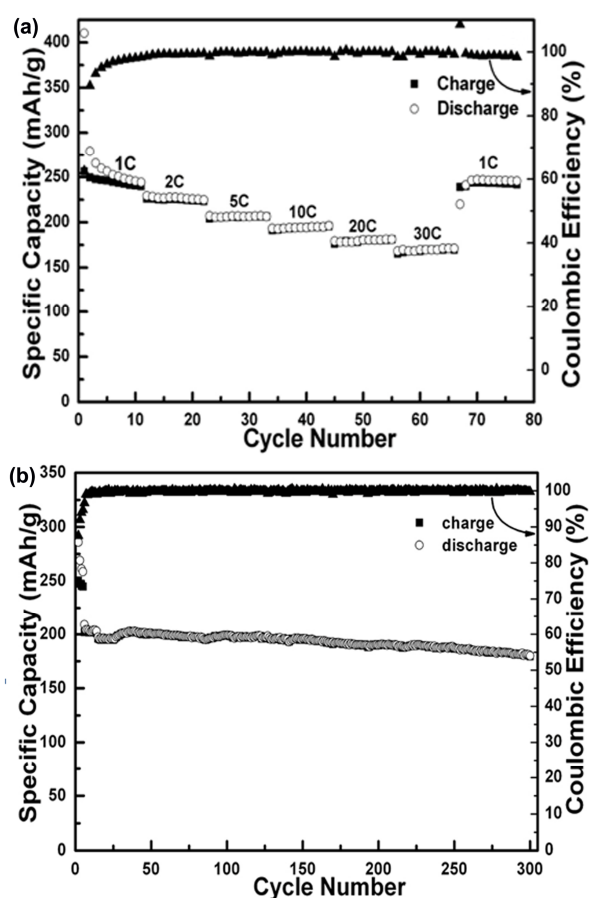 (a)
400
350
300
250
200
150
100
50
0
Specific Capacity (mAh/g)
1C
2C
5C
10C
20C
30C
1C
Charge
Discharge
100
80
60
40
20
0
Coulombic Efficiency (%)
0 10 20 30 40 50 60 70 80
Cycle Number
(b)
350
300
250
200
150
100
50
0
Specific Capacity (mAh/g)
charge
discharge
100
90
80
70
60
50
40
30
20
10
0
Coulombic Efficiency (%)
0 50 100 150 200 250 300
Cycle Number